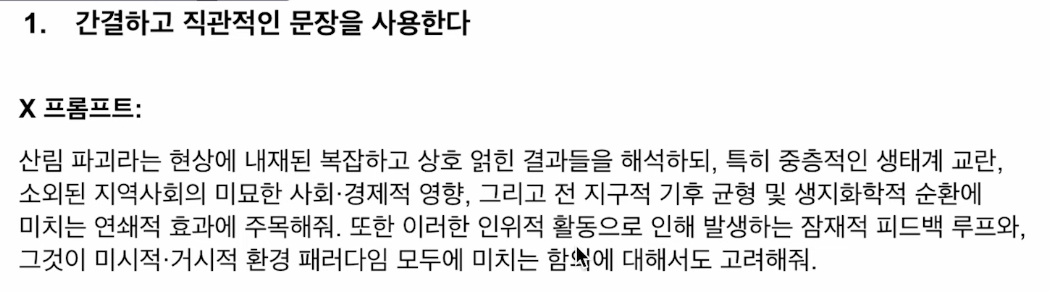 1. 간결하고 직관적인 문장을 사용한다
X 프롬프트:
산림 파괴라는 현상에 내재된 복잡하고 상호 얽힌 결과들을 해석하되, 특히 중층적인 생태계 교란,
소외된 지역사회의 미묘한 사회·경제적 영향, 그리고 전 지구적 기후 균형 및 생지화학적 순환에
미치는 연쇄적 효과에 주목해줘. 또한 이러한 인위적 활동으로 인해 발생하는 잠재적 피드백 루프와,
그것이 미시적·거시적 환경 패러다임 모두에 미치는 함의에 대해서도 고려해줘.